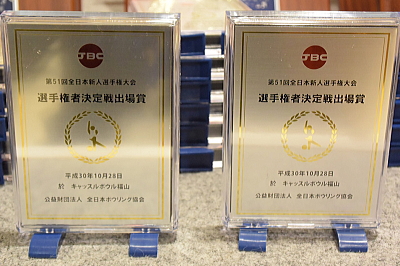 JBC
第51回全日本新人選手権大会
選手権者決定戦出場賞
平成30年10月28日
於 キャッスルボウル福山
公益財団法人 全日本ボウリング協会
JBC
第51回全日本新人選手権大会
選手権者決定戦出場賞
平成30年10月28日
於 キャッスルボウル福山
公益財団法人 全日本ボウリング協会